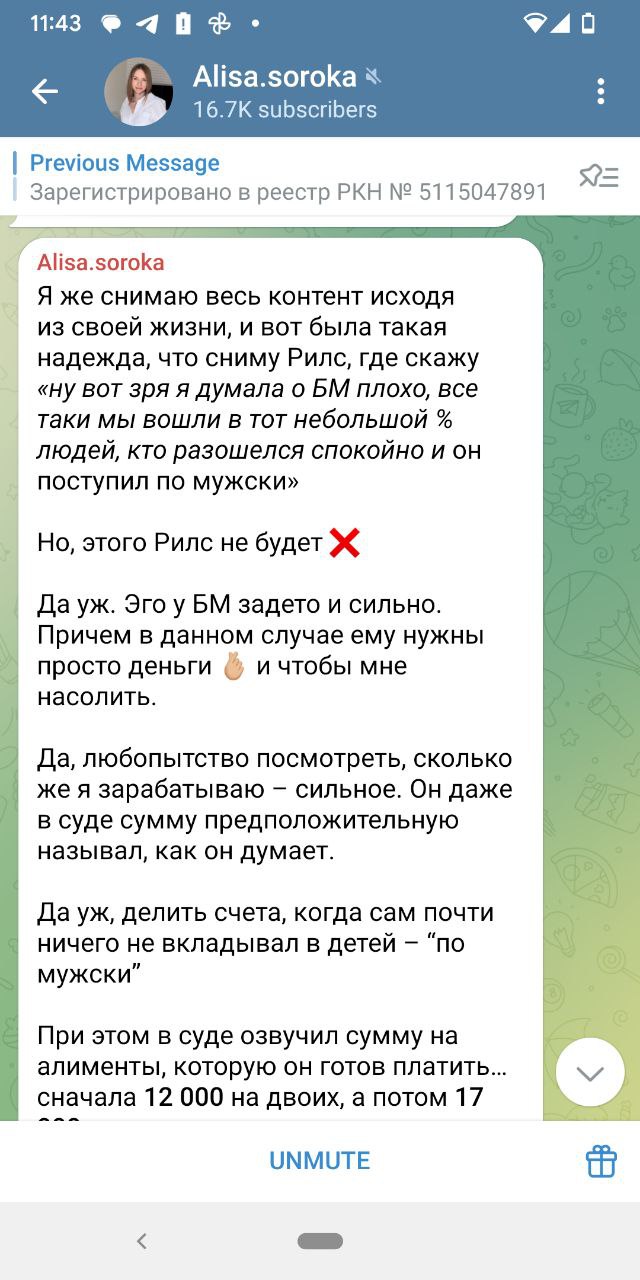 11:43
Alisa.soroka
16.7K subscribers
Previous Message
Зарегистрировано в реестр РКН № 5115047891
Alisa.soroka
Я же снимаю весь контент исходя
из своей жизни, и вот была такая
надежда, что сниму Рилс, где скажу
«ну вот зря я думала о БМ плохо, все
таки мы вошли в тот небольшой %
людей, кто разошелся спокойно и он
поступил по мужски»
Но, этого Рилс не будет ❌
Да уж. Эго у БМ задето и сильно.
Причем в данном случае ему нужны
просто деньги 🫰🏼 и чтобы мне
насолить.
Да, любопытство посмотреть, сколько
же я зарабатываю – сильное. Он даже
в суде сумму предположительную
называл, как он думает.
Да уж, делить счета, когда сам почти
ничего не вкладывал в детей – “по
мужски”
При этом в суде озвучил сумму на
алименты, которую он готов платить...
сначала 12 000 на двоих, а потом 17
UNMUTE